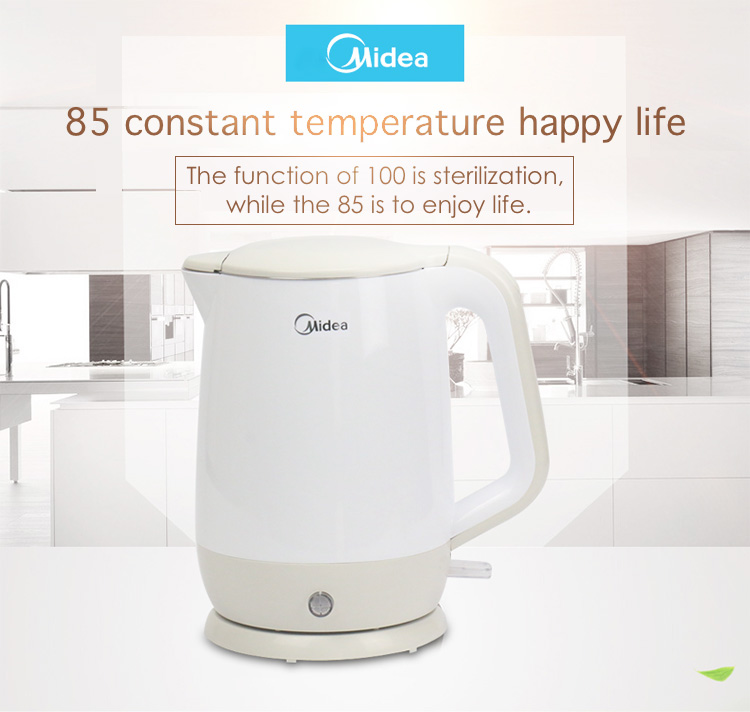 Midea
85 constant temperature happy life
The function of 100 is sterilization,
while the 85 is to enjoy life.
Midea